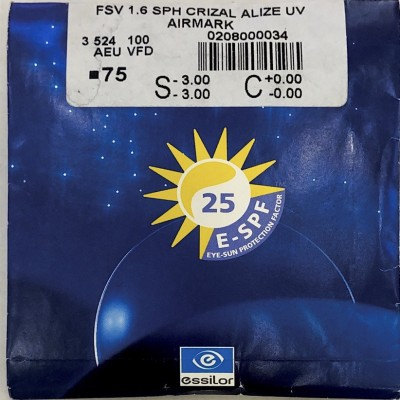 FSV 1.6 SPH CRIZAL ALIZE UV
AIRMARK
3 524 100
0208000034
AEU VFD
■75
S -3.00 C +0.00
-3.00 -0.00
25
E-SPF
EYE-SUN PROTECTION FACTOR
essilor